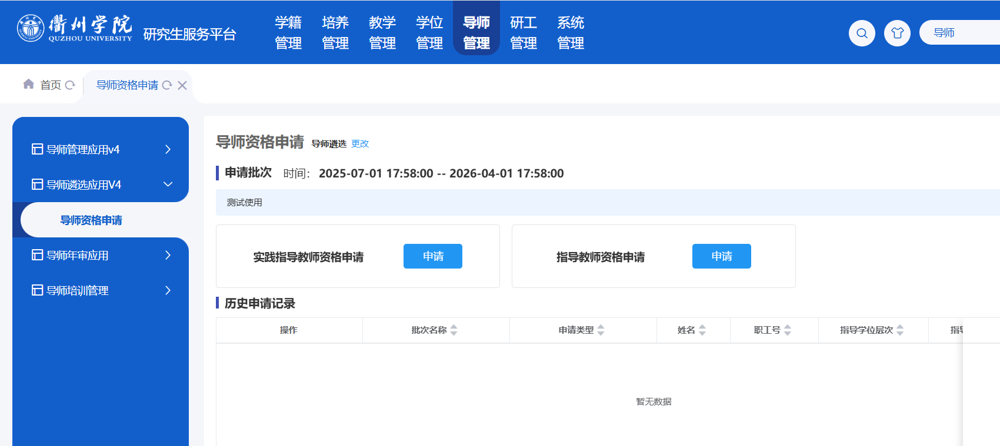 衢州学院
QUZHOU UNIVERSITY
研究生服务平台
学籍管理
培养管理
教学管理
学位管理
导师管理
研工管理
系统管理
导师
首页
导师资格申请
导师管理应用v4
导师遴选应用V4
导师资格申请
导师年审应用
导师培训管理
导师资格申请 导师遴选 更改
申请批次 时间： 2025-07-01 17:58:00 -- 2026-04-01 17:58:00
测试使用
实践指导教师资格申请 申请
指导教师资格申请 申请
历史申请记录
操作 批次名称 申请类型 姓名 职工号 指导学位层次 指
暂无数据